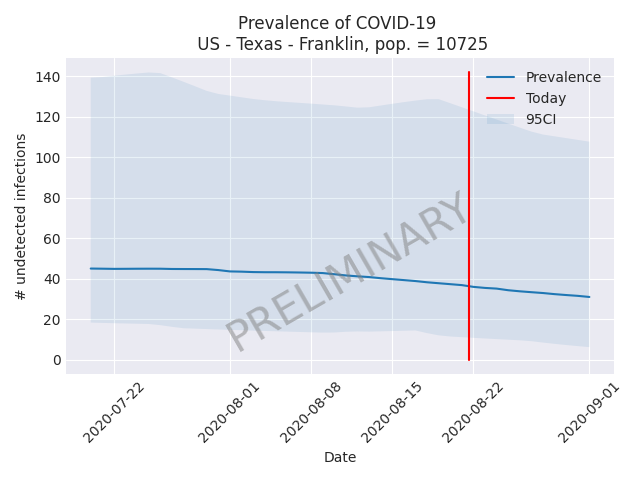 Prevalence of COVID-19
US - Texas - Franklin, pop. = 10725
Prevalence
Today
95CI
140
120
100
80
60
40
20
0
# undetected infections
PRELIMINARY
2020-07-22
2020-08-01
2020-08-08
2020-08-15
2020-08-22
2020-09-01
Date